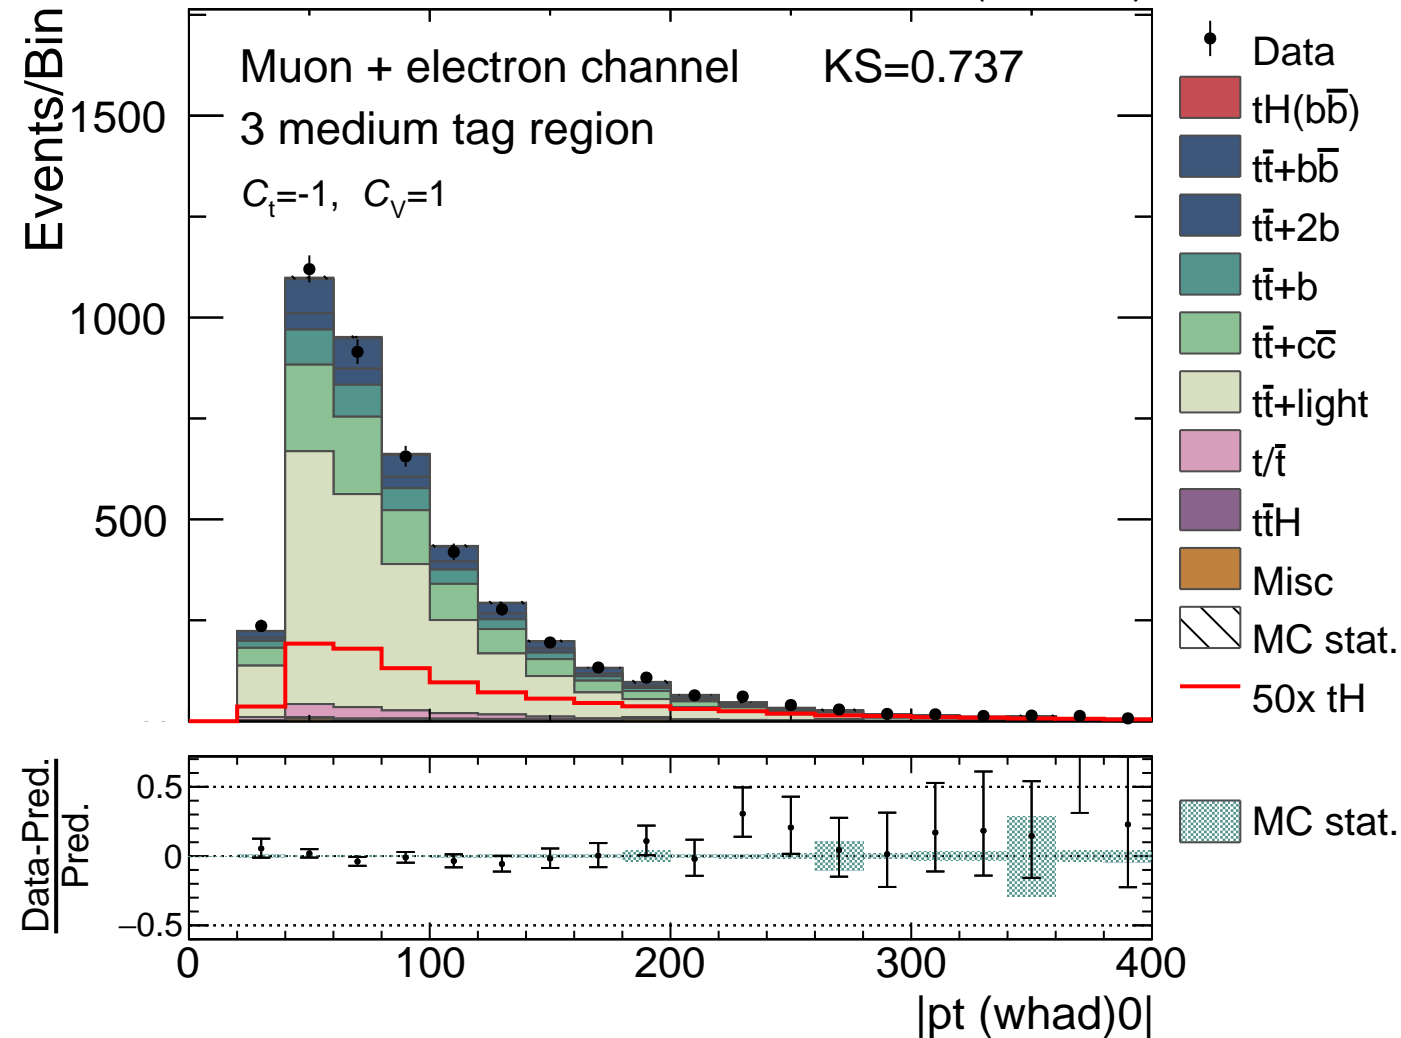 Muon + electron channel KS=0.737
3 medium tag region
Cₜ=-1, C_V=1
Events/Bin
1500
1000
500
Data
tH(bb̄)
tt̄+bb̄
tt̄+2b
tt̄+b
tt̄+cc̄
tt̄+light
t/t̄
tt̄H
Misc
MC stat.
50x tH
Data-Pred.
Pred.
0.5
0
−0.5
MC stat.
0 100 200 300 400
|pt (whad)0|